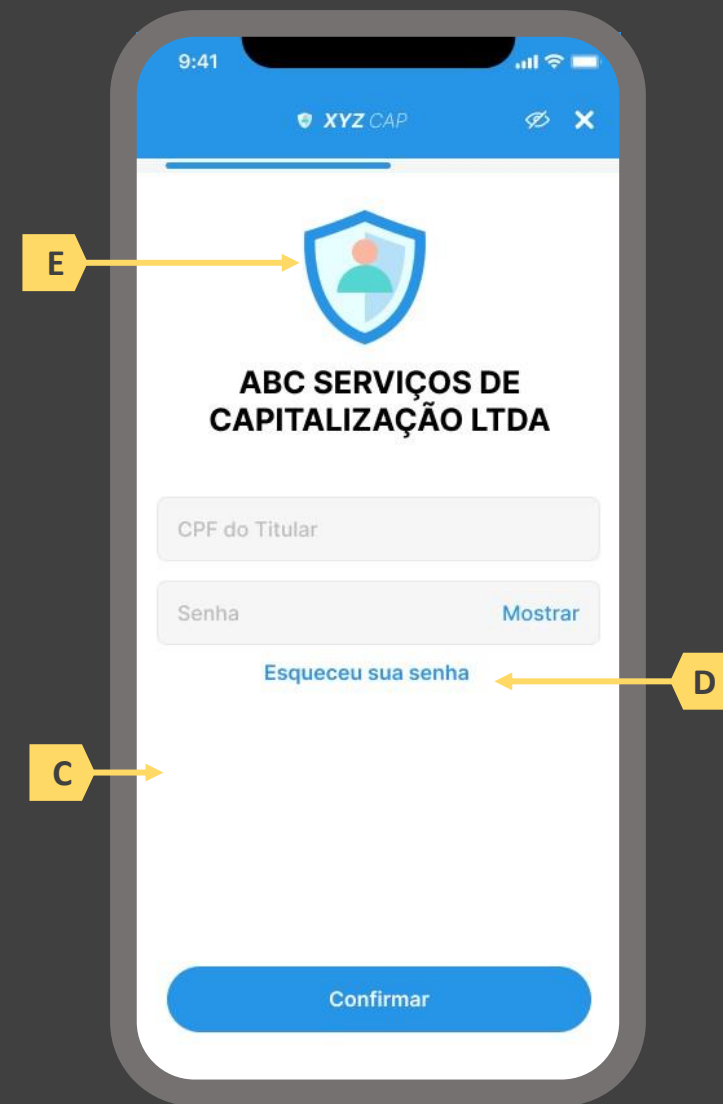 9:41
XYZ CAP
E
ABC SERVIÇOS DE
CAPITALIZAÇÃO LTDA
CPF do Titular
Senha Mostrar
Esqueceu sua senha
D
C
Confirmar